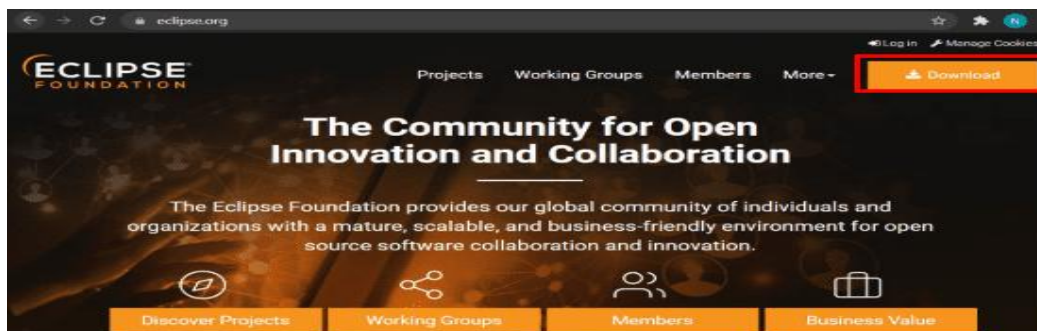 eclipse.org
N
Log in Manage Cookies
ECLIPSE
FOUNDATION
Projects Working Groups Members More
Download
The Community for Open
Innovation and Collaboration
The Eclipse Foundation provides our global community of individuals and
organizations with a mature, scalable, and business-friendly environment for open
source software collaboration and innovation.
Discover Projects Working Groups Members Business Value